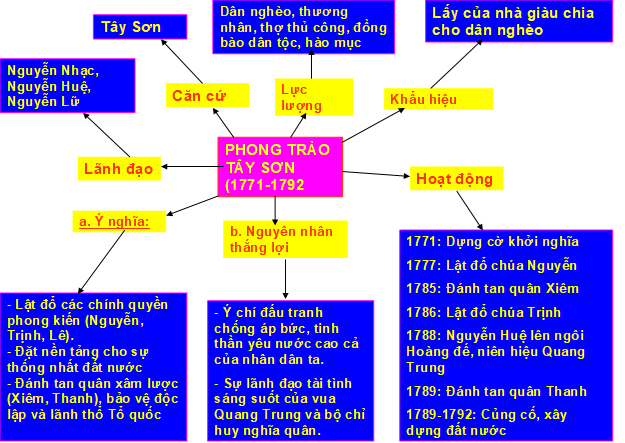 Tây Sơn
Dân nghèo, thương
nhân, thợ thủ công, đồng
bào dân tộc, hào mục
Lấy của nhà giàu chia
cho dân nghèo
Nguyễn Nhạc,
Nguyễn Huệ,
Nguyễn Lữ
Căn cứ
Lực
lượng
Khẩu hiệu
Lãnh đạo
PHONG TRÀO
TÂY SƠN
(1771-1792
Hoạt động
a. Ý nghĩa:
b. Nguyên nhân
thắng lợi
- Lật đổ các chính quyền
phong kiến (Nguyễn,
Trịnh, Lê).
- Đặt nền tảng cho sự
thống nhất đất nước
- Đánh tan quân xâm lược
(Xiêm, Thanh), bảo vệ độc
lập và lãnh thổ Tổ quốc
- Ý chí đấu tranh
chống áp bức, tinh
thần yêu nước cao cả
của nhân dân ta.
- Sự lãnh đạo tài tình
sáng suốt của vua
Quang Trung và bộ chỉ
huy nghĩa quân.
1771: Dựng cờ khởi nghĩa
1777: Lật đổ chúa Nguyễn
1785: Đánh tan quân Xiêm
1786: Lật đổ chúa Trịnh
1788: Nguyễn Huệ lên ngôi
Hoàng đế, niên hiệu Quang
Trung
1789: Đánh tan quân Thanh
1789-1792: Củng cố, xây
dựng đất nước